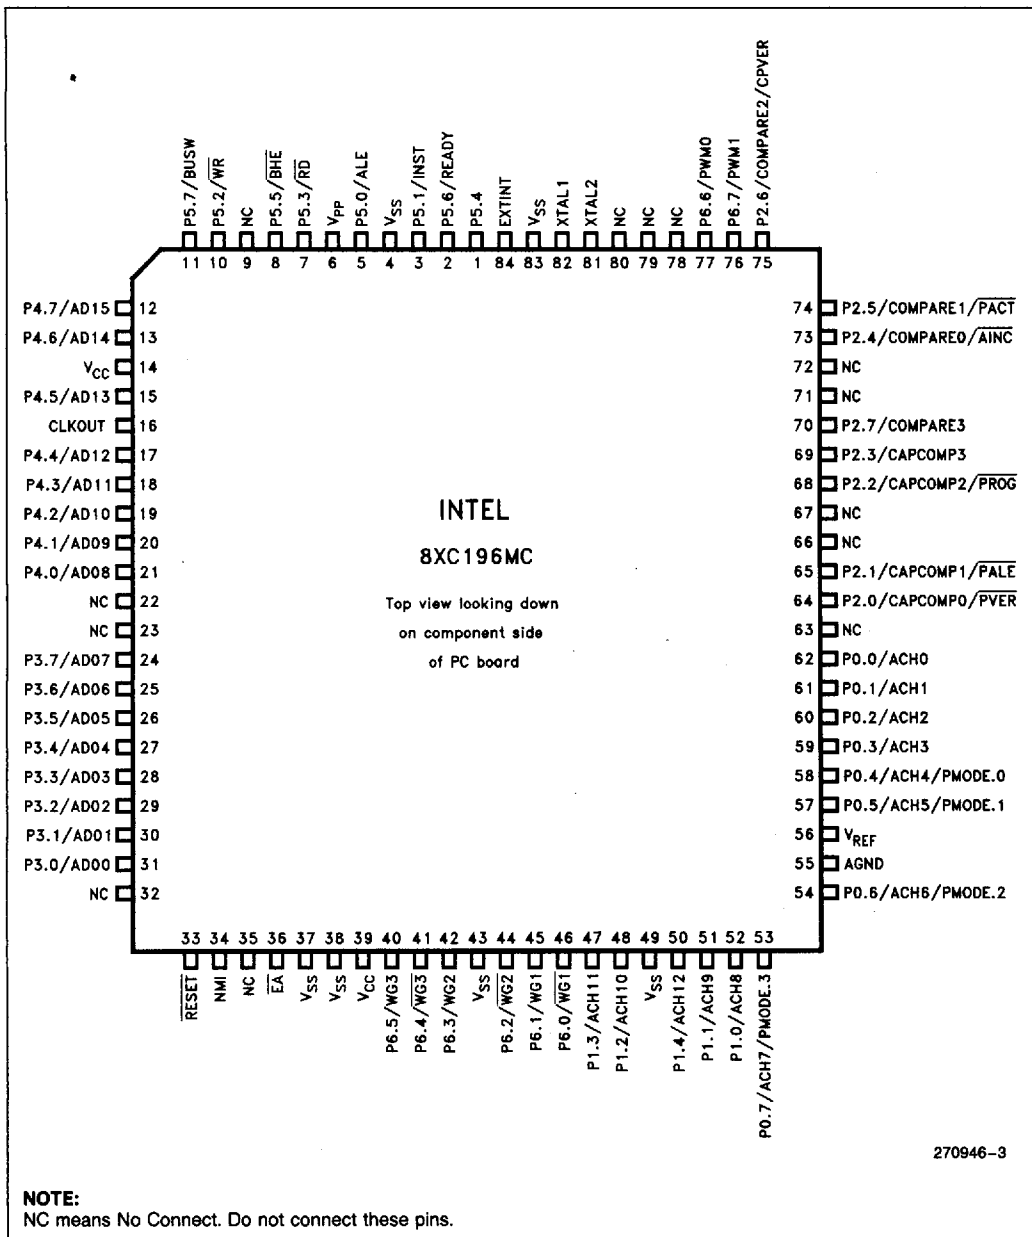 P5.7/BUSW
P5.2/WR
NC
P5.5/BHE
P5.3/RD
VPP
P5.0/ALE
VSS
P5.1/INST
P5.6/READY
P5.4
EXTINT
VSS
XTAL1
XTAL2
NC
NC
NC
P6.6/PWM0
P6.7/PWM1
P2.6/COMPARE2/CPVER
11 10 9 8 7 6 5 4 3 2 1 84 83 82 81 80 79 78 77 76 75
P4.7/AD15 12
P4.6/AD14 13
VCC 14
P4.5/AD13 15
CLKOUT 16
P4.4/AD12 17
P4.3/AD11 18
P4.2/AD10 19
P4.1/AD09 20
P4.0/AD08 21
NC 22
NC 23
P3.7/AD07 24
P3.6/AD06 25
P3.5/AD05 26
P3.4/AD04 27
P3.3/AD03 28
P3.2/AD02 29
P3.1/AD01 30
P3.0/AD00 31
NC 32
INTEL
8XC196MC
Top view looking down
on component side
of PC board
74 P2.5/COMPARE1/PACT
73 P2.4/COMPARE0/AINC
72 NC
71 NC
70 P2.7/COMPARE3
69 P2.3/CAPCOMP3
68 P2.2/CAPCOMP2/PROG
67 NC
66 NC
65 P2.1/CAPCOMP1/PALE
64 P2.0/CAPCOMP0/PVER
63 NC
62 P0.0/ACH0
61 P0.1/ACH1
60 P0.2/ACH2
59 P0.3/ACH3
58 P0.4/ACH4/PMODE.0
57 P0.5/ACH5/PMODE.1
56 VREF
55 AGND
54 P0.6/ACH6/PMODE.2
33 34 35 36 37 38 39 40 41 42 43 44 45 46 47 48 49 50 51 52 53
RESET
NMI
NC
EA
VSS
VSS
VCC
P6.5/WG3
P6.4/WG3
P6.3/WG2
VSS
P6.2/WG2
P6.1/WG1
P6.0/WG1
P1.3/ACH11
P1.2/ACH10
VSS
P1.4/ACH12
P1.1/ACH9
P1.0/ACH8
P0.7/ACH7/PMODE.3
270946-3
NOTE:
NC means No Connect. Do not connect these pins.